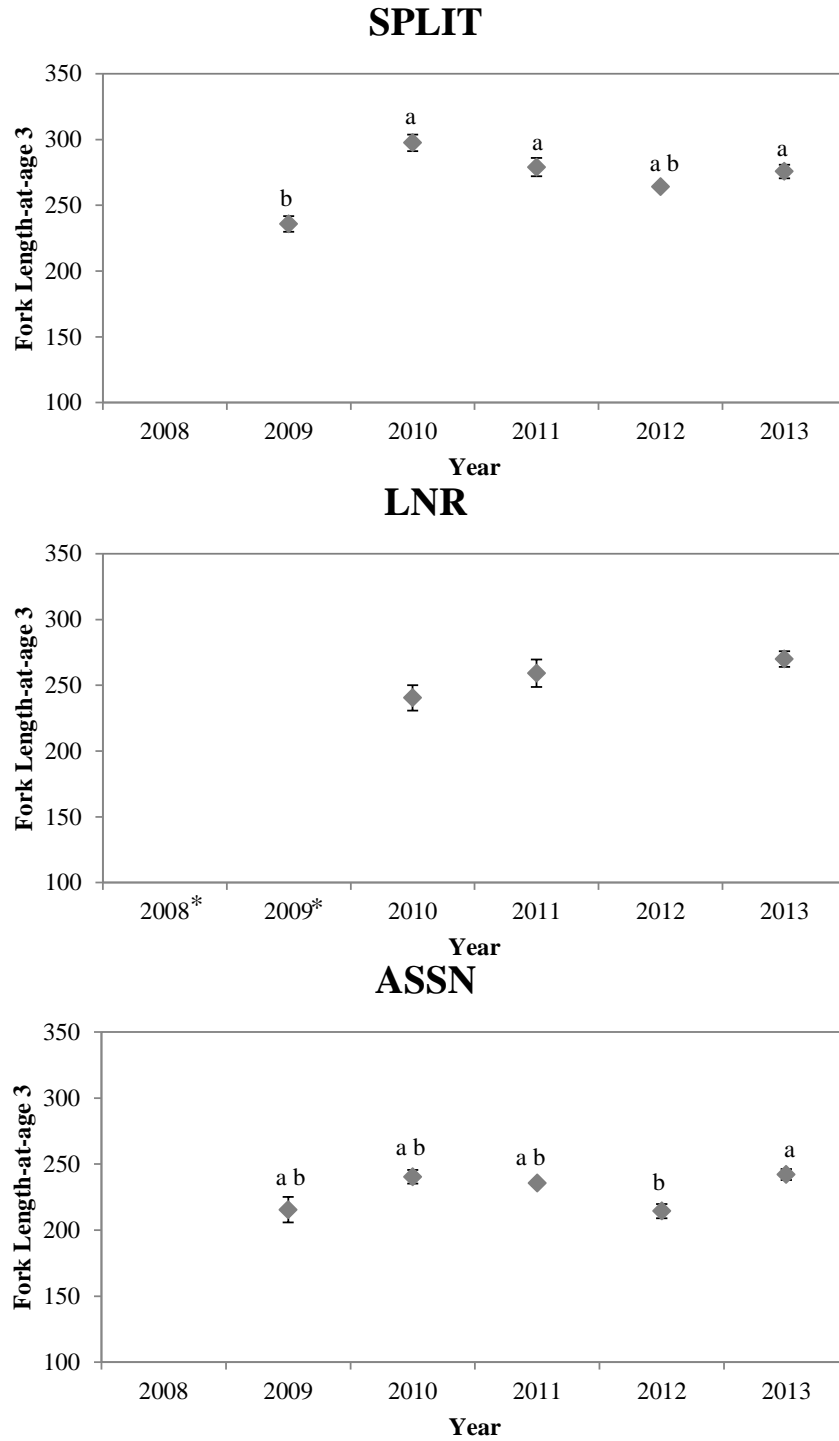 SPLIT
350
300
250
200
150
100
Fork Length-at-age 3
b
a
a
a b
a
2008 2009 2010 2011 2012 2013
Year
LNR
350
300
250
200
150
100
Fork Length-at-age 3
2008* 2009* 2010 2011 2012 2013
Year
ASSN
350
300
250
200
150
100
Fork Length-at-age 3
a b
a b
a b
b
a
2008 2009 2010 2011 2012 2013
Year